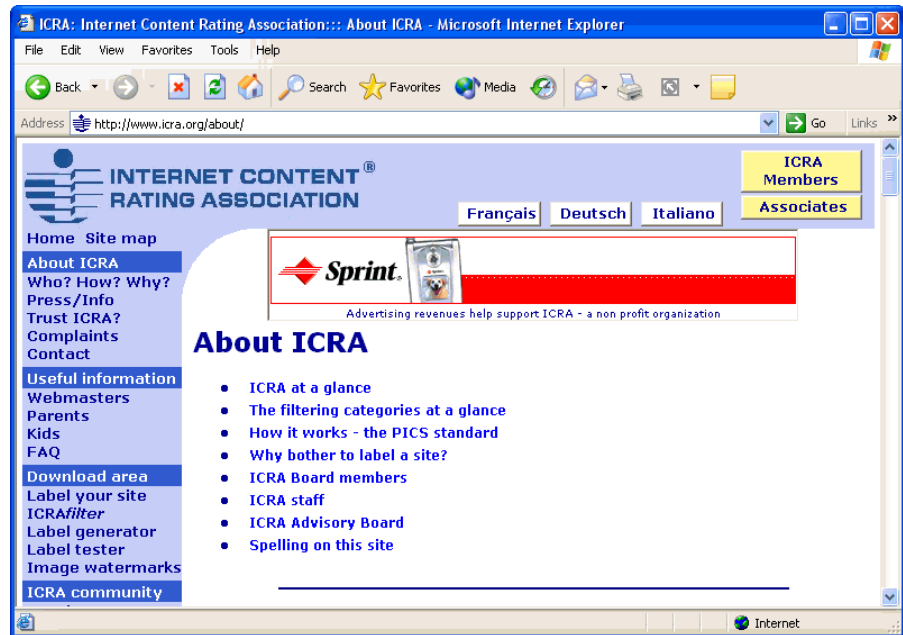 ICRA: Internet Content Rating Association::: About ICRA - Microsoft Internet Explorer
File Edit View Favorites Tools Help
Back Search Favorites Media
Address http://www.icra.org/about/ Go Links »
INTERNET CONTENT ®
RATING ASSOCIATION
ICRA
Members
Français Deutsch Italiano
Associates
Home Site map
About ICRA
Who? How? Why?
Press/Info
Trust ICRA?
Complaints
Contact
Useful information
Webmasters
Parents
Kids
FAQ
Download area
Label your site
ICRAfilter
Label generator
Label tester
Image watermarks
ICRA community
Sprint.
Advertising revenues help support ICRA - a non profit organization
About ICRA
• ICRA at a glance
• The filtering categories at a glance
• How it works - the PICS standard
• Why bother to label a site?
• ICRA Board members
• ICRA staff
• ICRA Advisory Board
• Spelling on this site
Internet